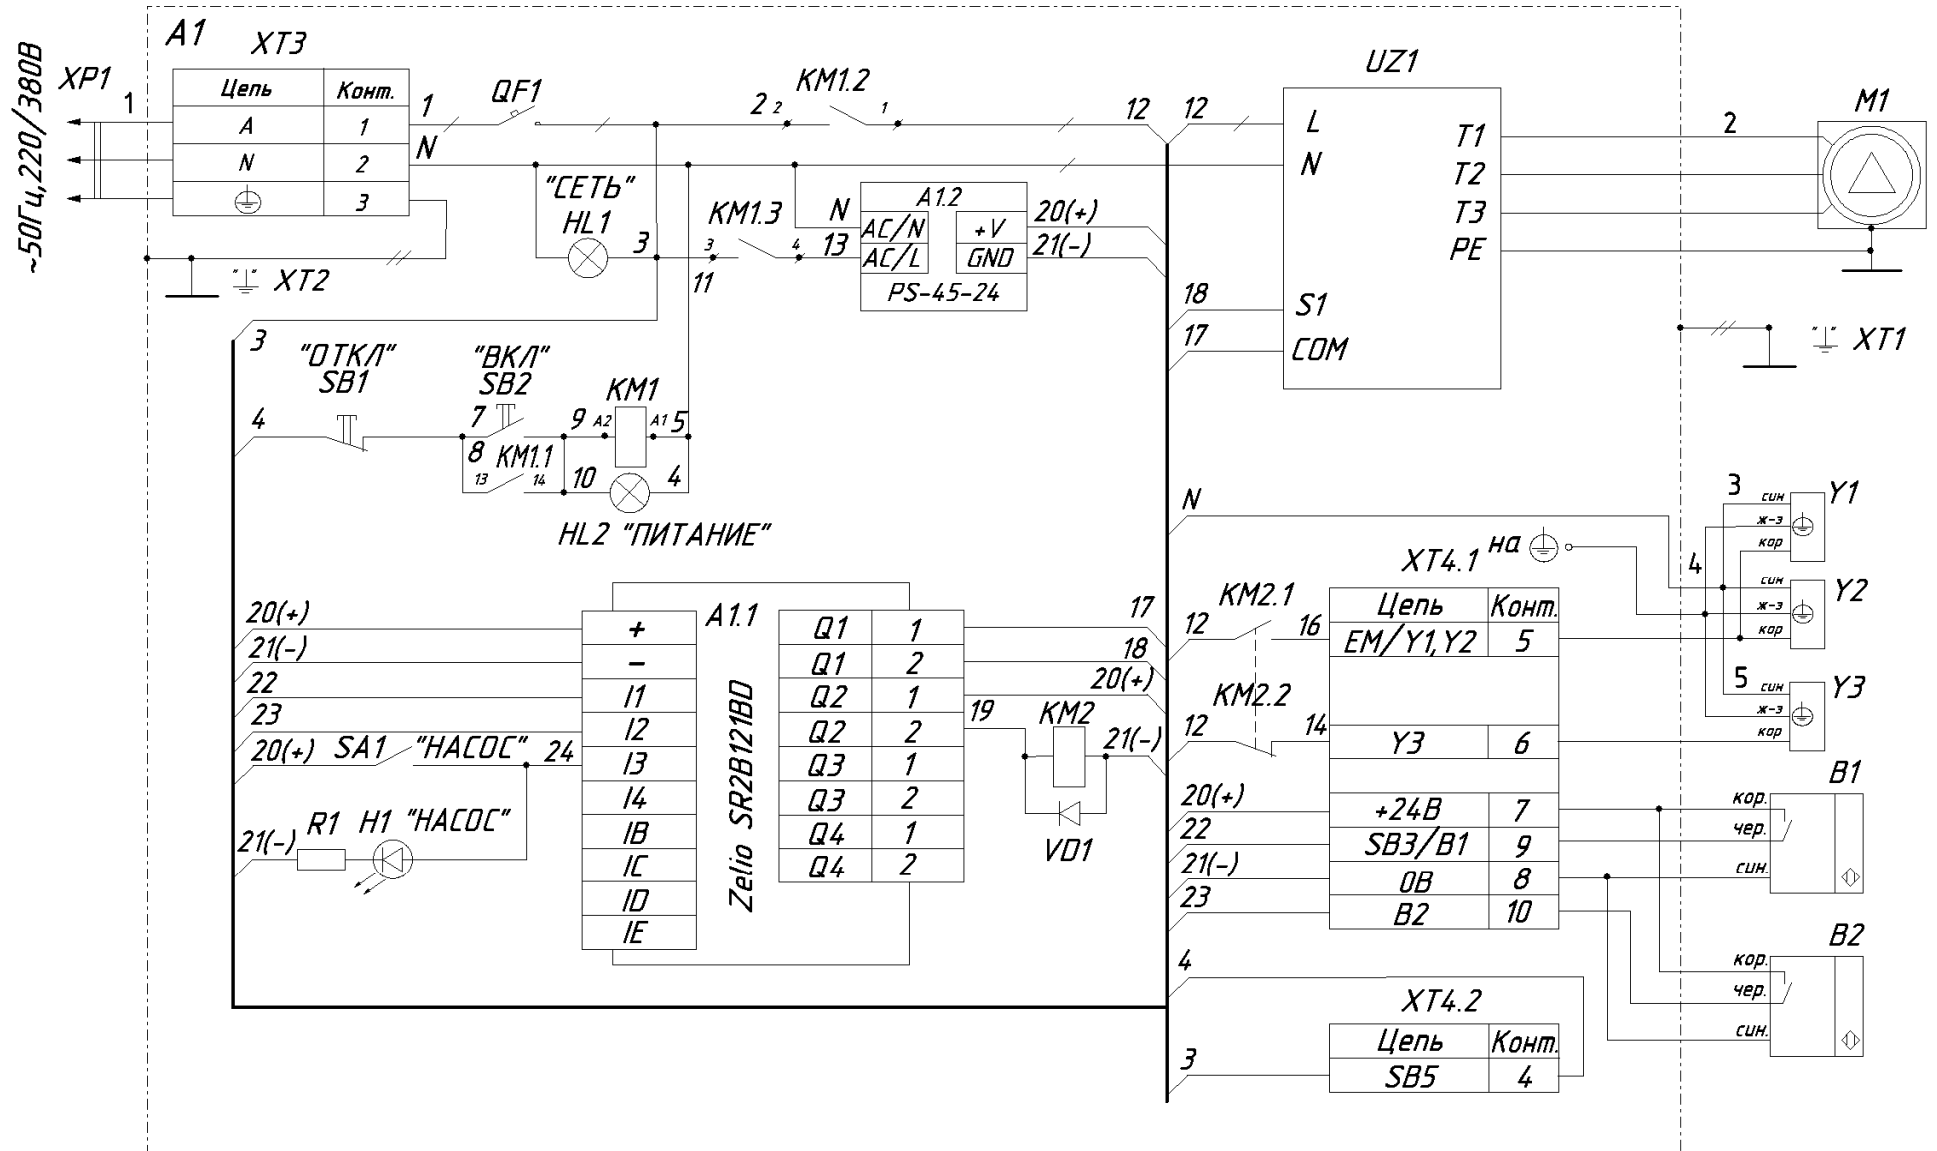 A1
XT3
~50Гц,220/380В
XP1
1
Цепь Конт.
A 1
N 2
3
1
N
QF1
2 2
KM1.2
1
12
12
UZ1
L
N
S1
COM
T1
T2
T3
PE
2
M1
"СЕТЬ"
HL1
3
KM1.3
3
4
11
N
13
A1.2
AC/N +V
AC/L GND
PS-45-24
20(+)
21(-)
18
17
"⊥" XT2
"⊥" XT1
3
"ОТКЛ"
SB1
"ВКЛ"
SB2
KM1
4
7
9 A2
A1 5
8 KM1.1
13
14
10
4
HL2 "ПИТАНИЕ"
N
на
XT4.1
3
4
5
син
ж-з
кор
Y1
син
ж-з
кор
Y2
син
ж-з
кор
Y3
20(+)
21(-)
22
23
20(+) SA1 "НАСОС" 24
21(-) R1 H1 "НАСОС"
+
-
I1
I2
I3
I4
IB
IC
ID
IE
A1.1
Zelio SR2B121BD
Q1 1
Q1 2
Q2 1
Q2 2
Q3 1
Q3 2
Q4 1
Q4 2
17
18
20(+)
19
KM2
21(-)
VD1
KM2.1
12
16
KM2.2
12
14
20(+)
22
21(-)
23
Цепь Конт.
EM/Y1,Y2 5
Y3 6
+24В 7
SB3/B1 9
0В 8
B2 10
B1
кор.
чер.
син.
B2
кор.
чер.
син.
4
3
XT4.2
Цепь Конт.
SB5 4